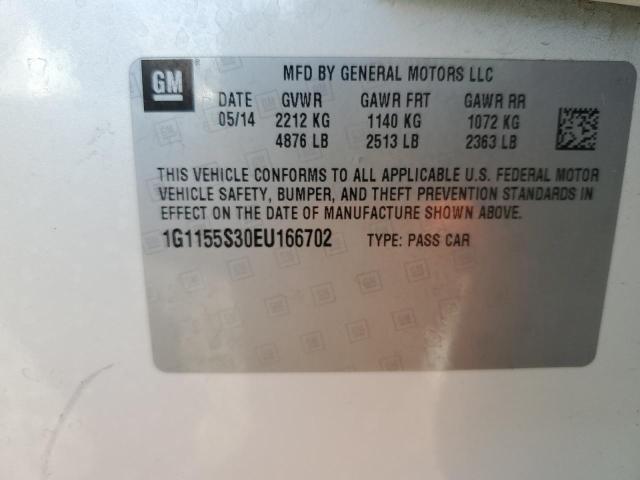 GM
MFD BY GENERAL MOTORS LLC
DATE GVWR GAWR FRT GAWR RR
05/14 2212 KG 1140 KG 1072 KG
4876 LB 2513 LB 2363 LB
THIS VEHICLE CONFORMS TO ALL APPLICABLE U.S. FEDERAL MOTOR
VEHICLE SAFETY, BUMPER, AND THEFT PREVENTION STANDARDS IN
EFFECT ON THE DATE OF MANUFACTURE SHOWN ABOVE.
1G1155S30EU166702 TYPE: PASS CAR